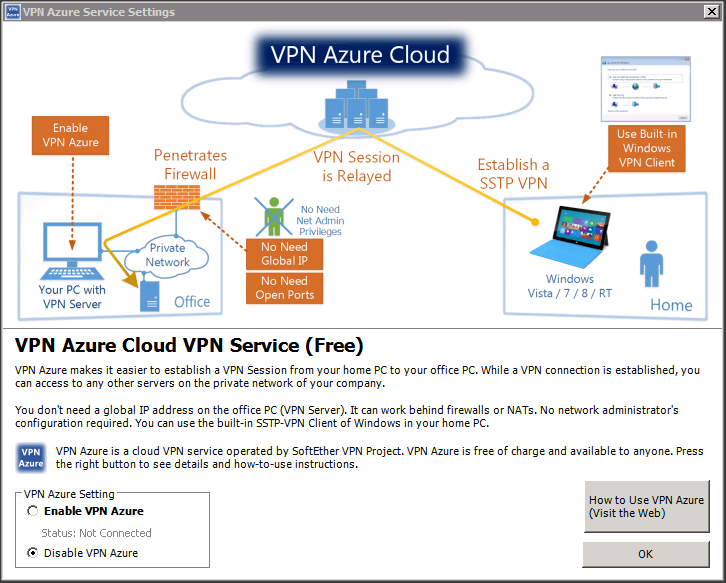 VPN Azure Service Settings
VPN Azure Cloud
Enable
VPN Azure
Penetrates
Firewall
VPN Session
is Relayed
Establish a
SSTP VPN
Use Built-in
Windows
VPN Client
No Need
Net Admin
Privileges
No Need
Global IP
No Need
Open Ports
Private
Network
Your PC with
VPN Server
Office
Windows
Vista / 7 / 8 / RT
Home
VPN Azure Cloud VPN Service (Free)
VPN Azure makes it easier to establish a VPN Session from your home PC to your office PC. While a VPN connection is established, you
can access to any other servers on the private network of your company.
You don't need a global IP address on the office PC (VPN Server). It can work behind firewalls or NATs. No network administrator's
configuration required. You can use the built-in SSTP-VPN Client of Windows in your home PC.
VPN
Azure
VPN Azure is a cloud VPN service operated by SoftEther VPN Project. VPN Azure is free of charge and available to anyone. Press
the right button to see details and how-to-use instructions.
VPN Azure Setting
Enable VPN Azure
Status: Not Connected
Disable VPN Azure
How to Use VPN Azure
(Visit the Web)
OK